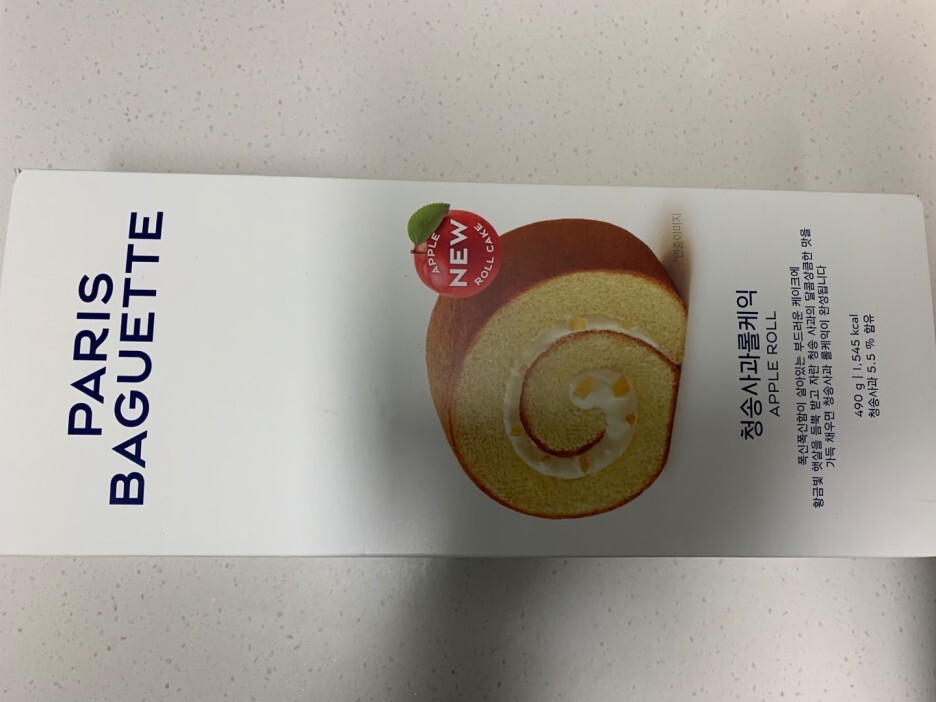 PARIS
BAGUETTE
APPLE
NEW
ROLL CAKE
*연출이미지
청송사과롤케익
APPLE ROLL
폭신폭신함이 살아있는 부드러운 케이크에
황금빛 햇살을 듬뿍 받고 자란 청송 사과의 달콤상큼한 맛을
가득 채우면 청송사과 롤케익이 완성됩니다
490 g | 1,545 kcal
청송사과 5.5 % 함유